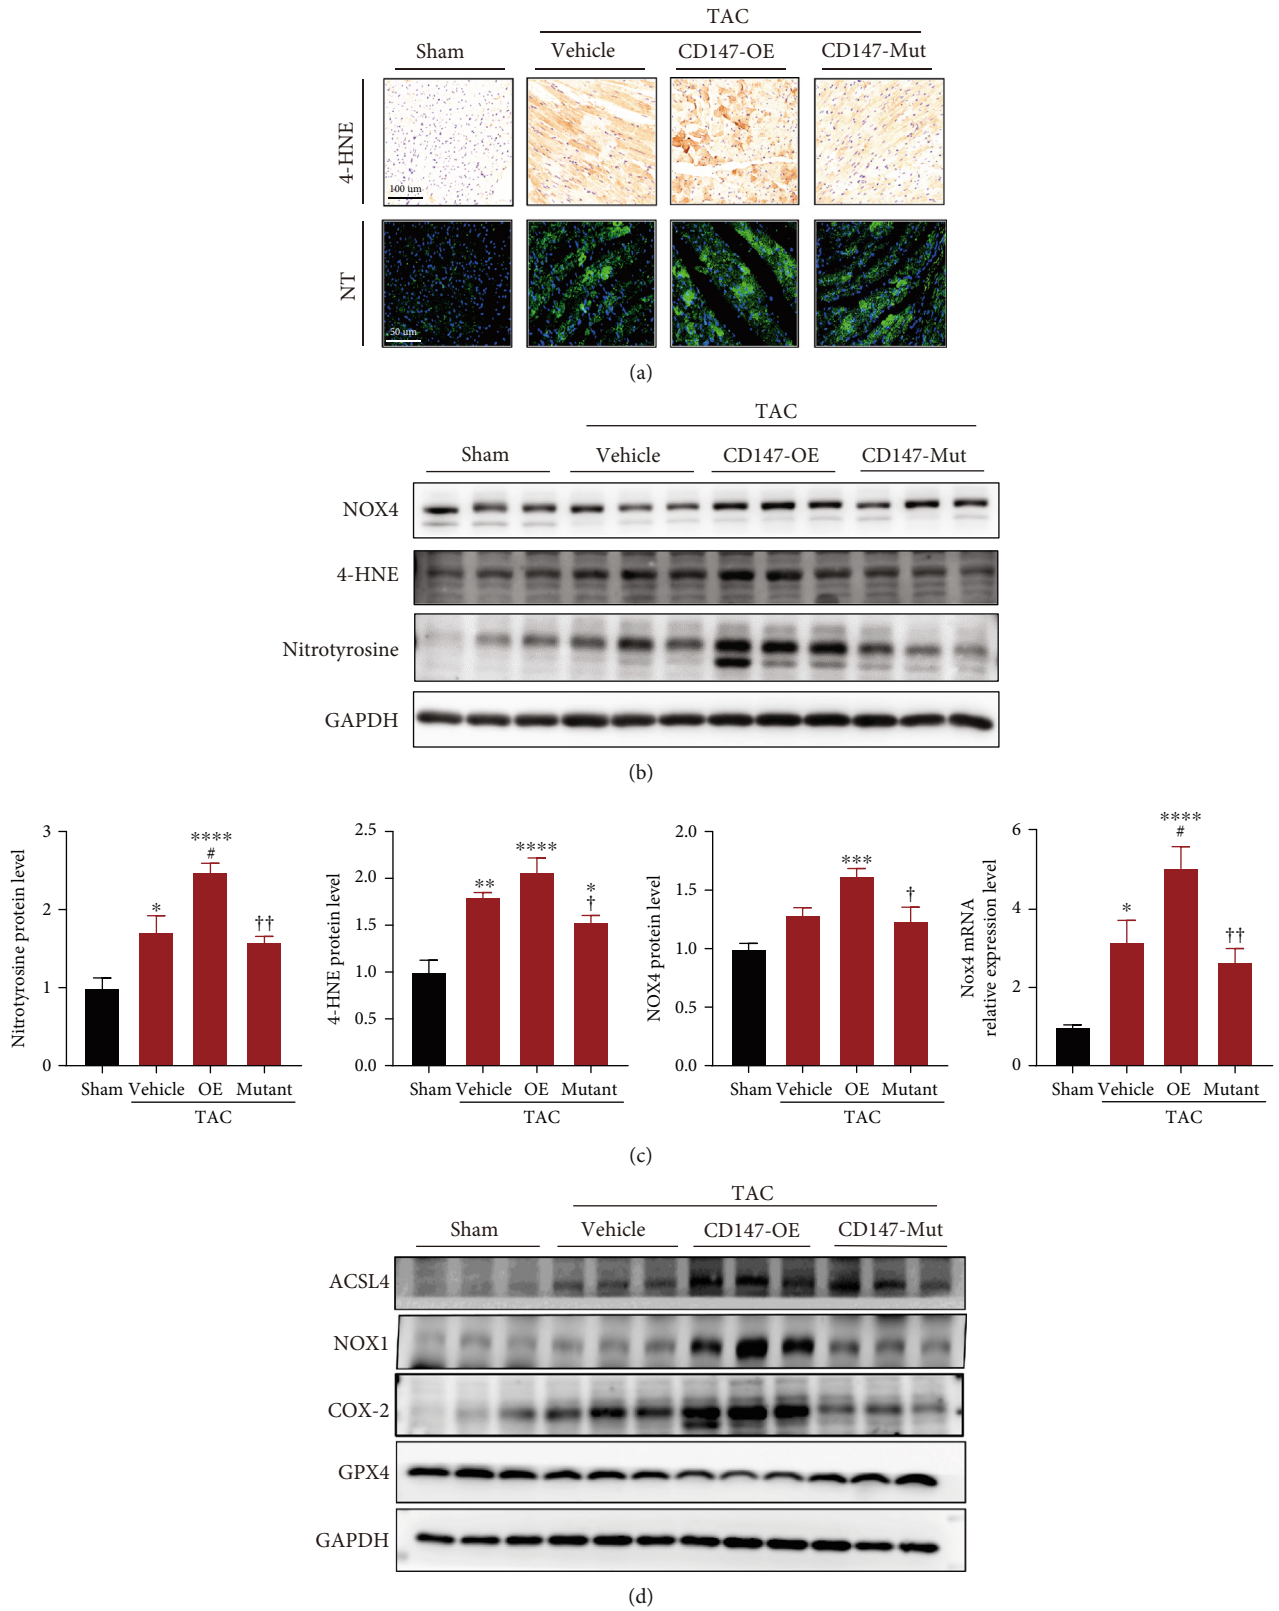 TAC
Sham Vehicle CD147-OE CD147-Mut
4-HNE
100 um
NT
50 um
(a)
TAC
Sham Vehicle CD147-OE CD147-Mut
NOX4
4-HNE
Nitrotyrosine
GAPDH
(b)
Nitrotyrosine protein level
3
2
1
0
*
****
#
††
Sham Vehicle OE Mutant
TAC
4-HNE protein level
2.5
2.0
1.5
1.0
0.5
0.0
**
****
*
†
Sham Vehicle OE Mutant
TAC
NOX4 protein level
2.0
1.5
1.0
0.5
0.0
***
†
Sham Vehicle OE Mutant
TAC
Nox4 mRNA
relative expression level
6
4
2
0
*
****
#
††
Sham Vehicle OE Mutant
TAC
(c)
TAC
Sham Vehicle CD147-OE CD147-Mut
ACSL4
NOX1
COX-2
GPX4
GAPDH
(d)